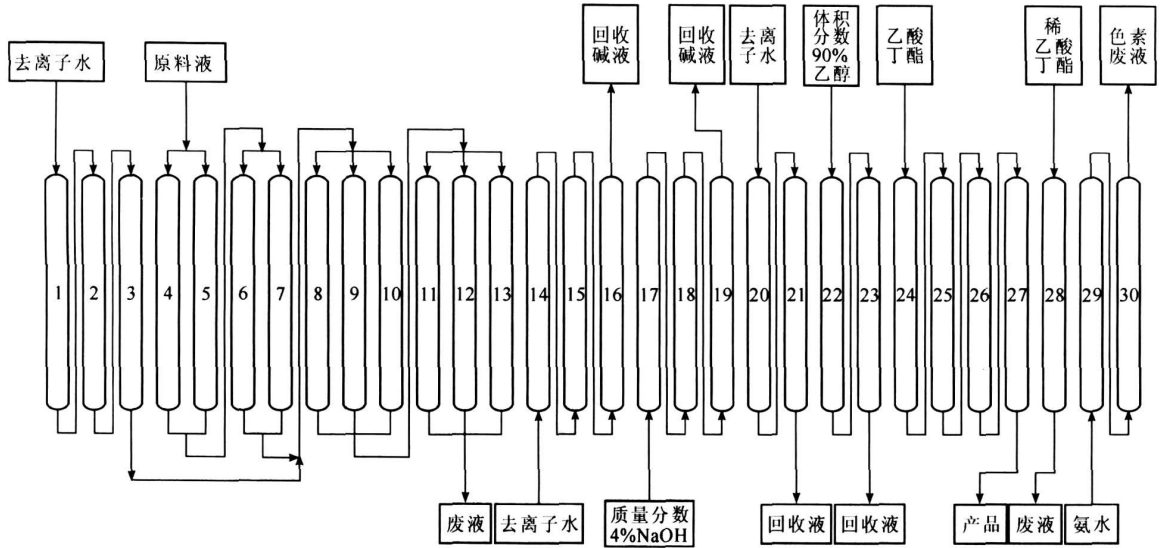 去离子水
原料液
回收
碱液
回收
碱液
去离
子水
体积
分数
90%
乙醇
乙酸
丁酯
稀
乙酸
丁酯
色素
废液
1
2
3
4
5
6
7
8
9
10
11
12
13
14
15
16
17
18
19
20
21
22
23
24
25
26
27
28
29
30
废液
去离子水
质量分数
4%NaOH
回收液
回收液
产品
废液
氨水